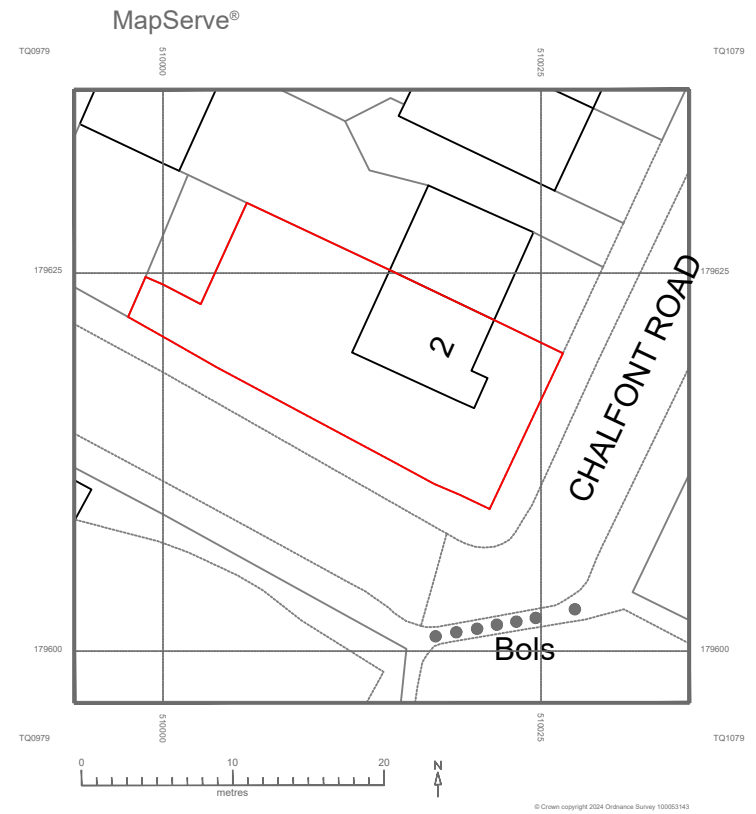 MapServe®
TQ0979
510000
510025
TQ1079
179625
179625
CHALFONT ROAD
2
179600
Bols
179600
TQ0979
510000
510025
TQ1079
0 10 20
metres
N
© Crown copyright 2024 Ordnance Survey 100053143